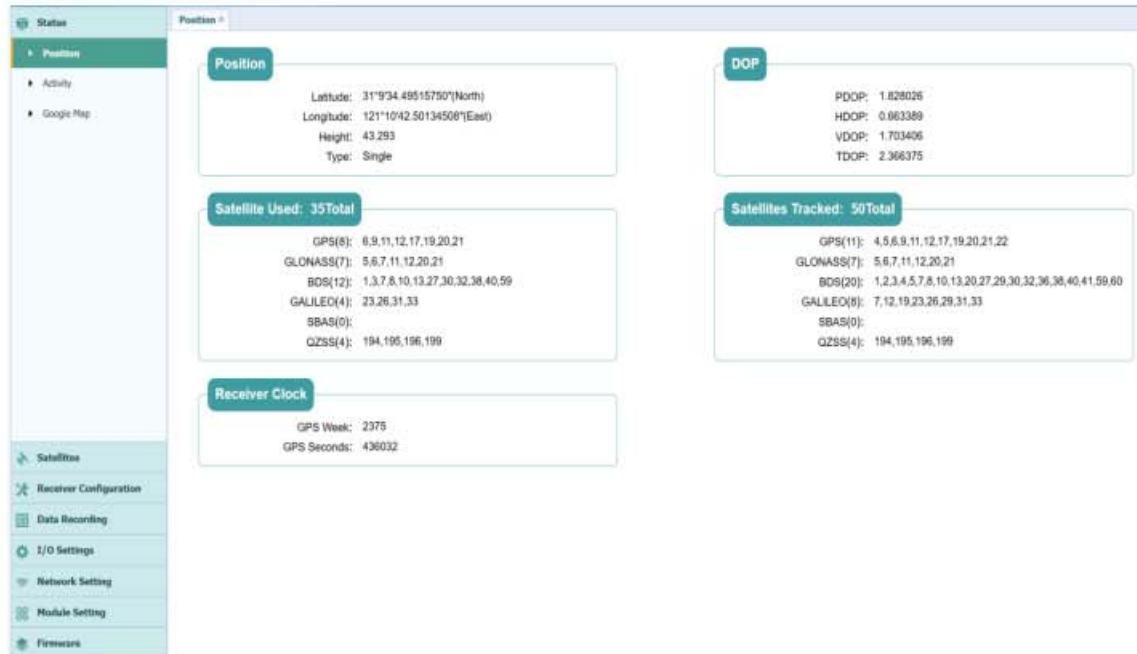 Status
Position
Activity
Google Map
Satellites
Receiver Configuration
Data Recording
I/O Settings
Network Setting
Module Setting
Firmware
Position
Position
Latitude: 31°9'34.49515750"(North)
Longitude: 121°10'42.50134508"(East)
Height: 43.293
Type: Single
DOP
PDOP: 1.828026
HDOP: 0.663389
VDOP: 1.703406
TDOP: 2.366375
Satellite Used: 35Total
GPS(8): 6,9,11,12,17,19,20,21
GLONASS(7): 5,6,7,11,12,20,21
BDS(12): 1,3,7,8,10,13,27,30,32,38,40,59
GALILEO(4): 23,26,31,33
SBAS(0):
QZSS(4): 194,195,196,199
Satellites Tracked: 50Total
GPS(11): 4,5,6,9,11,12,17,19,20,21,22
GLONASS(7): 5,6,7,11,12,20,21
BDS(20): 1,2,3,4,5,7,8,10,13,20,27,29,30,32,36,38,40,41,59,60
GALILEO(8): 7,12,19,23,26,29,31,33
SBAS(0):
QZSS(4): 194,195,196,199
Receiver Clock
GPS Week: 2375
GPS Seconds: 436032